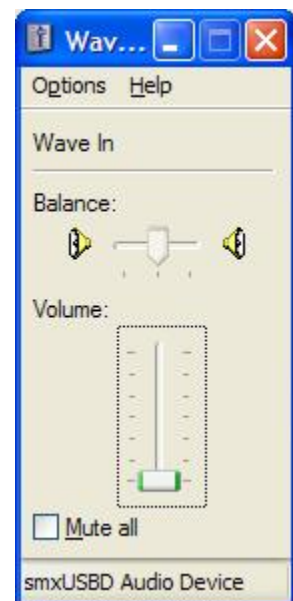 Wav...
Options Help
Wave In
Balance:
Volume:
Mute all
smxUSBD Audio Device